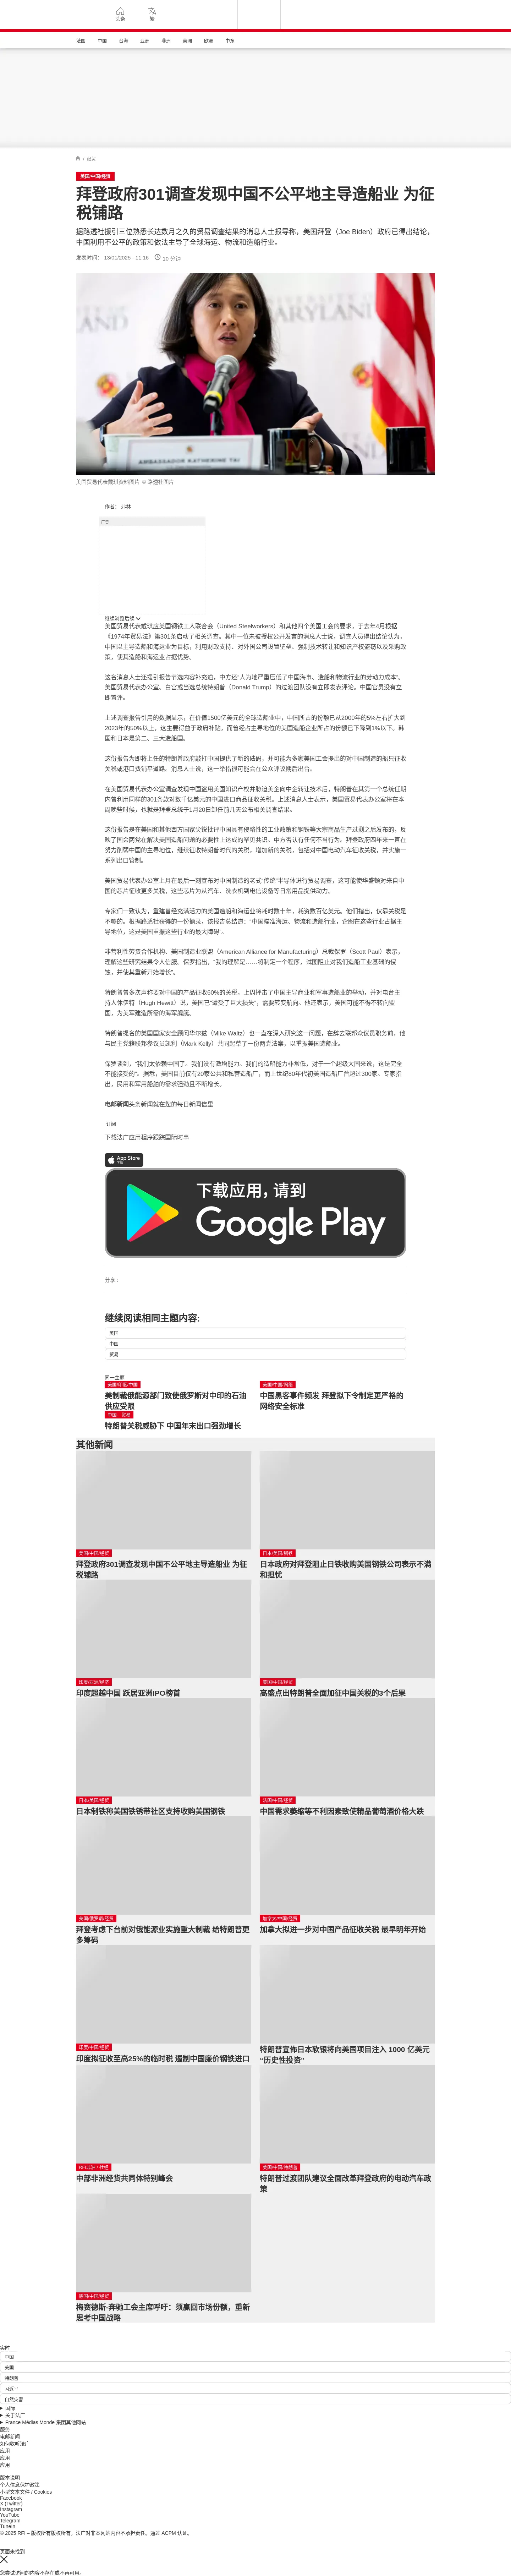 头条
繁
法国 中国 台海 亚洲 非洲 美洲 欧洲 中东
/ 经贸
美国/中国/经贸
拜登政府301调查发现中国不公平地主导造船业 为征
税铺路
据路透社援引三位熟悉长达数月之久的贸易调查结果的消息人士报导称，美国拜登（Joe Biden）政府已得出结论，
中国利用不公平的政策和做法主导了全球海运、物流和造船行业。
发表时间： 13/01/2025 - 11:16 10 分钟
AMBASSADOR KATHERINE TAI
美国贸易代表戴琪资料图片 © 路透社图片
作者： 弗林
广告
继续浏览后续
美国贸易代表戴琪应美国钢铁工人联合会（United Steelworkers）和其他四个美国工会的要求，于去年4月根据
《1974年贸易法》第301条启动了相关调查。其中一位未被授权公开发言的消息人士说，调查人员得出结论认为，
中国以主导造船和海运业为目标，利用财政支持、对外国公司设置壁垒、强制技术转让和知识产权盗窃以及采购政
策，使其造船和海运业占据优势。
这名消息人士还援引报告节选内容补充道，中方还“人为地严重压低了中国海事、造船和物流行业的劳动力成本”。
美国贸易代表办公室、白宫或当选总统特朗普（Donald Trump）的过渡团队没有立即发表评论。中国官员没有立
即置评。
上述调查报告引用的数据显示，在价值1500亿美元的全球造船业中，中国所占的份额已从2000年的5%左右扩大到
2023年的50%以上，这主要得益于政府补贴，而曾经占主导地位的美国造船企业所占的份额已下降到1%以下。韩
国和日本是第二、三大造船国。
这份报告为即将上任的特朗普政府敲打中国提供了新的砝码，并可能为多家美国工会提出的对中国制造的船只征收
关税或港口费铺平道路。消息人士说，这一举措很可能会在公众评议期后出台。
在美国贸易代表办公室调查发现中国盗用美国知识产权并胁迫美企向中企转让技术后，特朗普在其第一个总统任期
内曾利用同样的301条款对数千亿美元的中国进口商品征收关税。上述消息人士表示，美国贸易代表办公室将在本
周晚些时候，也就是拜登总统于1月20日卸任前几天公布相关调查结果。
这份报告是在美国和其他西方国家尖锐批评中国具有侵略性的工业政策和钢铁等大宗商品生产过剩之后发布的，反
映了国会两党在解决美国造船问题的必要性上达成的罕见共识。中方否认有任何不当行为。拜登政府四年来一直在
努力削弱中国的主导地位，继续征收特朗普时代的关税，增加新的关税，包括对中国电动汽车征收关税，并实施一
系列出口管制。
美国贸易代表办公室上月在最后一刻宣布对中国制造的老式“传统”半导体进行贸易调查，这可能使华盛顿对来自中
国的芯片征收更多关税，这些芯片为从汽车、洗衣机到电信设备等日常用品提供动力。
专家们一致认为，重建曾经充满活力的美国造船和海运业将耗时数十年，耗资数百亿美元。他们指出，仅靠关税是
不够的。根据路透社获得的一份摘录，该报告总结道：“中国瞄准海运、物流和造船行业，企图在这些行业占据主
导地位，这是美国重振这些行业的最大障碍”。
非营利性劳资合作机构、美国制造业联盟（American Alliance for Manufacturing）总裁保罗（Scott Paul）表示，
理解这些研究结果令人信服。保罗指出，“我的理解是……将制定一个程序，试图阻止对我们造船工业基础的侵
蚀，并使其重新开始增长”。
特朗普曾多次声称要对中国的产品征收60%的关税。上周抨击了中国主导商业和军事造船业的举动，并对电台主
持人休伊特（Hugh Hewitt）说，美国已“遭受了巨大损失”，需要转变航向。他还表示，美国可能不得不转向盟
国，为美军建造所需的海军舰艇。
特朗普提名的美国国家安全顾问华尔兹（Mike Waltz）也一直在深入研究这一问题，在辞去联邦众议员职务前，他
与民主党籍联邦参议员凯利（Mark Kelly）共同起草了一份两党法案，以重振美国造船业。
保罗谈到，“我们太依赖中国了。我们没有激增能力。我们的造船能力非常低，对于一个超级大国来说，这是完全
不能接受的”。据悉，美国目前仅有20家公共和私营造船厂，而上世纪80年代初美国造船厂曾超过300家。专家指
出，民用和军用船舶的需求强劲且不断增长。
电邮新闻头条新闻就在您的每日新闻信里
订阅
下载法广应用程序跟踪国际时事
App Store
下载
下载应用，请到
Google Play
分享 :
继续阅读相同主题内容:
美国
中国
贸易
同一主题
美国/印度/中国
美制裁俄能源部门致使俄罗斯对中印的石油
供应受限
美国/中国/网络
中国黑客事件频发 拜登拟下令制定更严格的
网络安全标准
中国、贸易
特朗普关税威胁下 中国年末出口强劲增长
其他新闻
美国/中国/经贸
拜登政府301调查发现中国不公平地主导造船业 为征
税铺路
日本/美国/钢铁
日本政府对拜登阻止日铁收购美国钢铁公司表示不满
和担忧
印度/亚洲/经济
印度超越中国 跃居亚洲IPO榜首
美国/中国/经贸
高盛点出特朗普全面加征中国关税的3个后果
日本/美国/经贸
日本制铁称美国铁锈带社区支持收购美国钢铁
法国/中国/经贸
中国需求萎缩等不利因素致使精品葡萄酒价格大跌
美国/俄罗斯/经贸
拜登考虑下台前对俄能源业实施重大制裁 给特朗普更
多筹码
加拿大/中国/经贸
加拿大拟进一步对中国产品征收关税 最早明年开始
印度/中国/经贸
印度拟征收至高25%的临时税 遏制中国廉价钢铁进口
特朗普宣佈日本软银将向美国项目注入 1000 亿美元
“历史性投资”
RFI非洲 / 社经
中部非洲经货共同体特别峰会
美国/中国/特朗普
特朗普过渡团队建议全面改革拜登政府的电动汽车政
策
德国/中国/经贸
梅赛德斯-奔驰工会主席呼吁：须赢回市场份额，重新
思考中国战略
实时
中国
美国
特朗普
习近平
自然灾害
国际
关于法广
France Médias Monde 集团其他网站
服务
电邮新闻
如何收听法广
应用
应用
应用
版本说明
个人信息保护政策
小型文本文件 / Cookies
Facebook
X (Twitter)
Instagram
YouTube
Telegram
TuneIn
© 2025 RFI – 版权所有版权所有。法广对非本网站内容不承担责任。通过 ACPM 认证。
页面未找到
您尝试访问的内容不存在或不再可用。